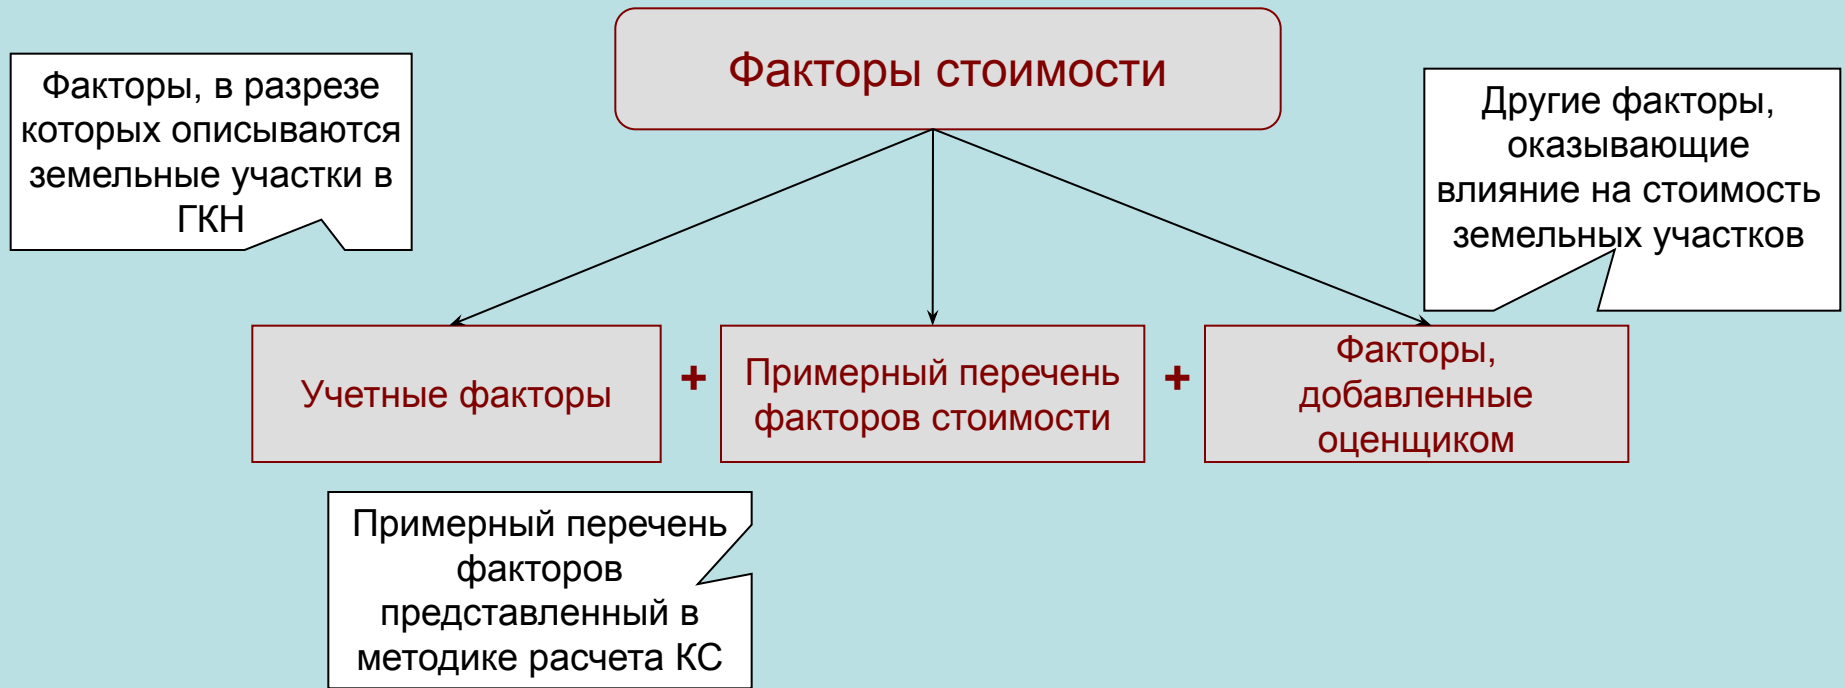 Факторы стоимости
Факторы, в разрезе
которых описываются
земельные участки в
ГКН
Другие факторы,
оказывающие
влияние на стоимость
земельных участков
Учетные факторы
+
Примерный перечень
факторов стоимости
+
Факторы,
добавленные
оценщиком
Примерный перечень
факторов
представленный в
методике расчета КС